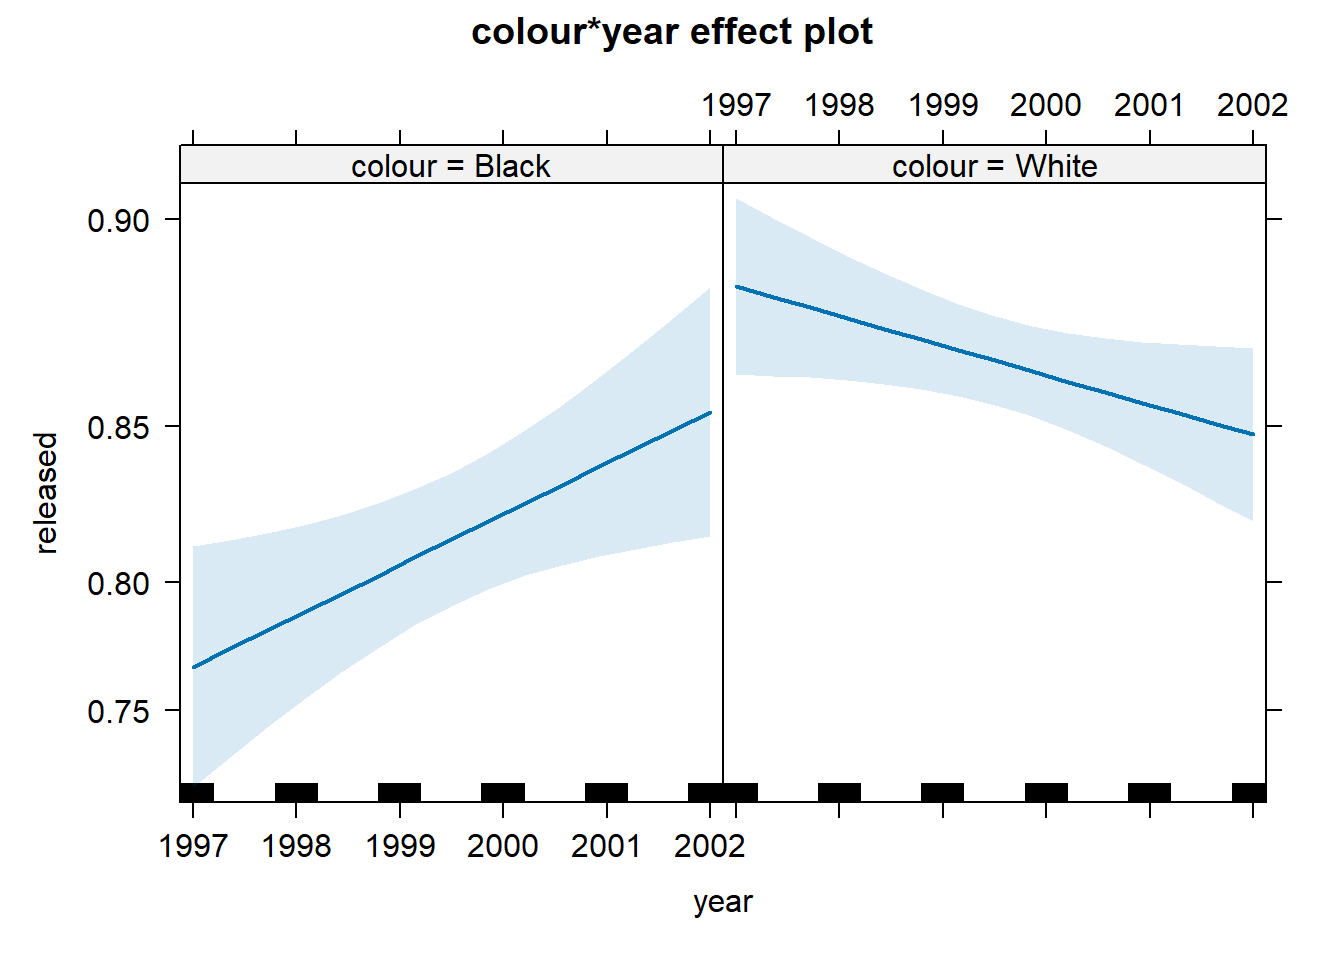 colour*year effect plot
1997 1998 1999 2000 2001 2002
colour = Black
colour = White
0.90
0.85
0.80
0.75
released
1997 1998 1999 2000 2001 2002
year